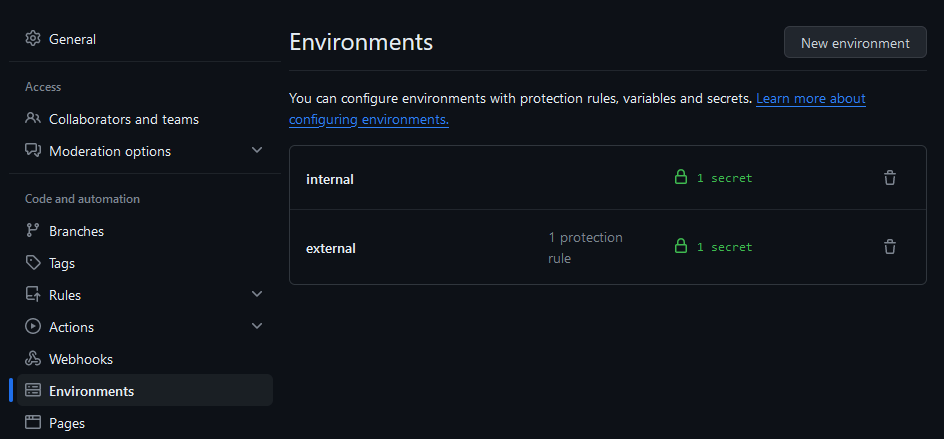 General
Access
Collaborators and teams
Moderation options
Code and automation
Branches
Tags
Rules
Actions
Webhooks
Environments
Pages
Environments
New environment
You can configure environments with protection rules, variables and secrets. Learn more about
configuring environments.
internal
1 secret
external
1 protection
rule
1 secret